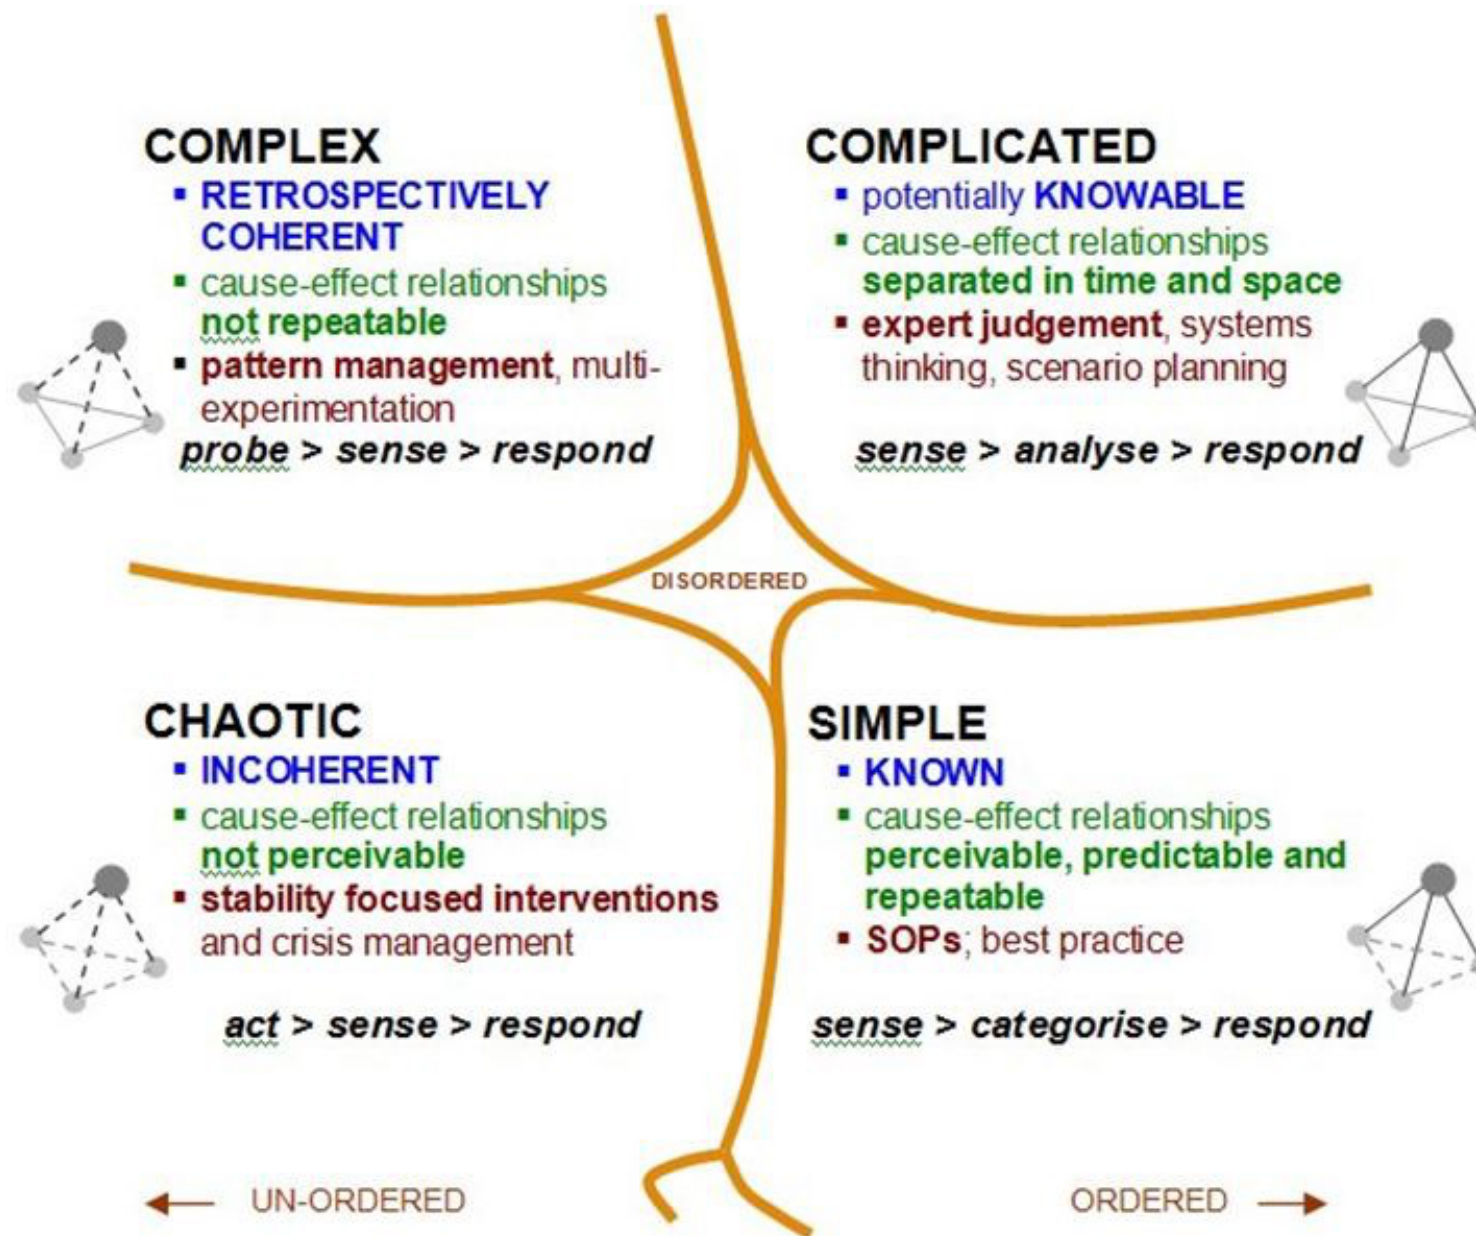 COMPLEX
▪ RETROSPECTIVELY
COHERENT
▪ cause-effect relationships
not repeatable
▪ pattern management, multi-
experimentation
probe > sense > respond
COMPLICATED
▪ potentially KNOWABLE
▪ cause-effect relationships
separated in time and space
▪ expert judgement, systems
thinking, scenario planning
sense > analyse > respond
DISORDERED
CHAOTIC
▪ INCOHERENT
▪ cause-effect relationships
not perceivable
▪ stability focused interventions
and crisis management
act > sense > respond
SIMPLE
▪ KNOWN
▪ cause-effect relationships
perceivable, predictable and
repeatable
▪ SOPs; best practice
sense > categorise > respond
UN-ORDERED
ORDERED